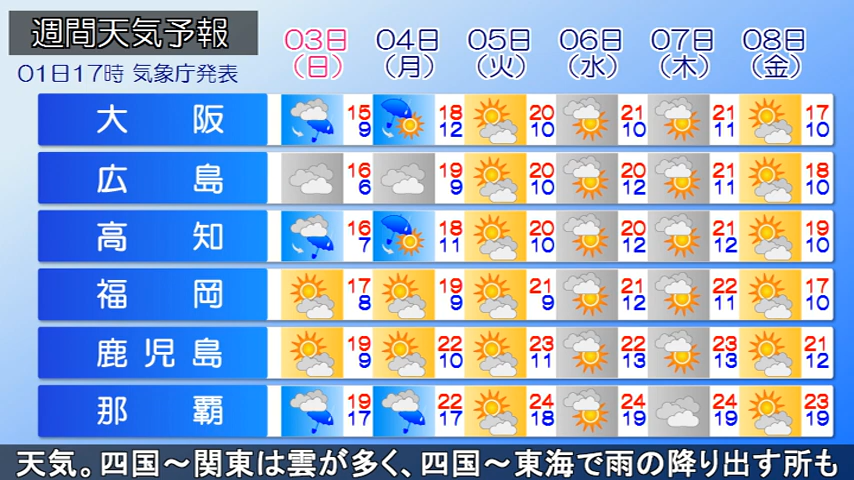 週間天気予報
01日17時 気象庁発表
03日 04日 05日 06日 07日 08日
(日) (月) (火) (水) (木) (金)
大阪 15 9 18 12 20 10 21 10 21 11 17 10
広島 16 6 19 9 20 10 20 12 21 11 18 10
高知 16 7 18 11 20 10 20 12 21 12 19 10
福岡 17 8 19 9 21 9 21 12 22 11 17 10
鹿児島 19 9 22 10 23 11 22 13 23 13 21 12
那覇 19 17 22 17 24 18 24 19 24 19 23 19
天気。四国～関東は雲が多く、四国～東海で雨の降り出す所も